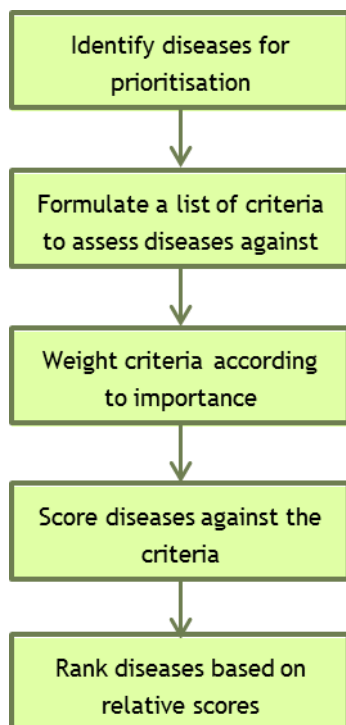 Identify diseases for
prioritisation
Formulate a list of criteria
to assess diseases against
Weight criteria according
to importance
Score diseases against the
criteria
Rank diseases based on
relative scores